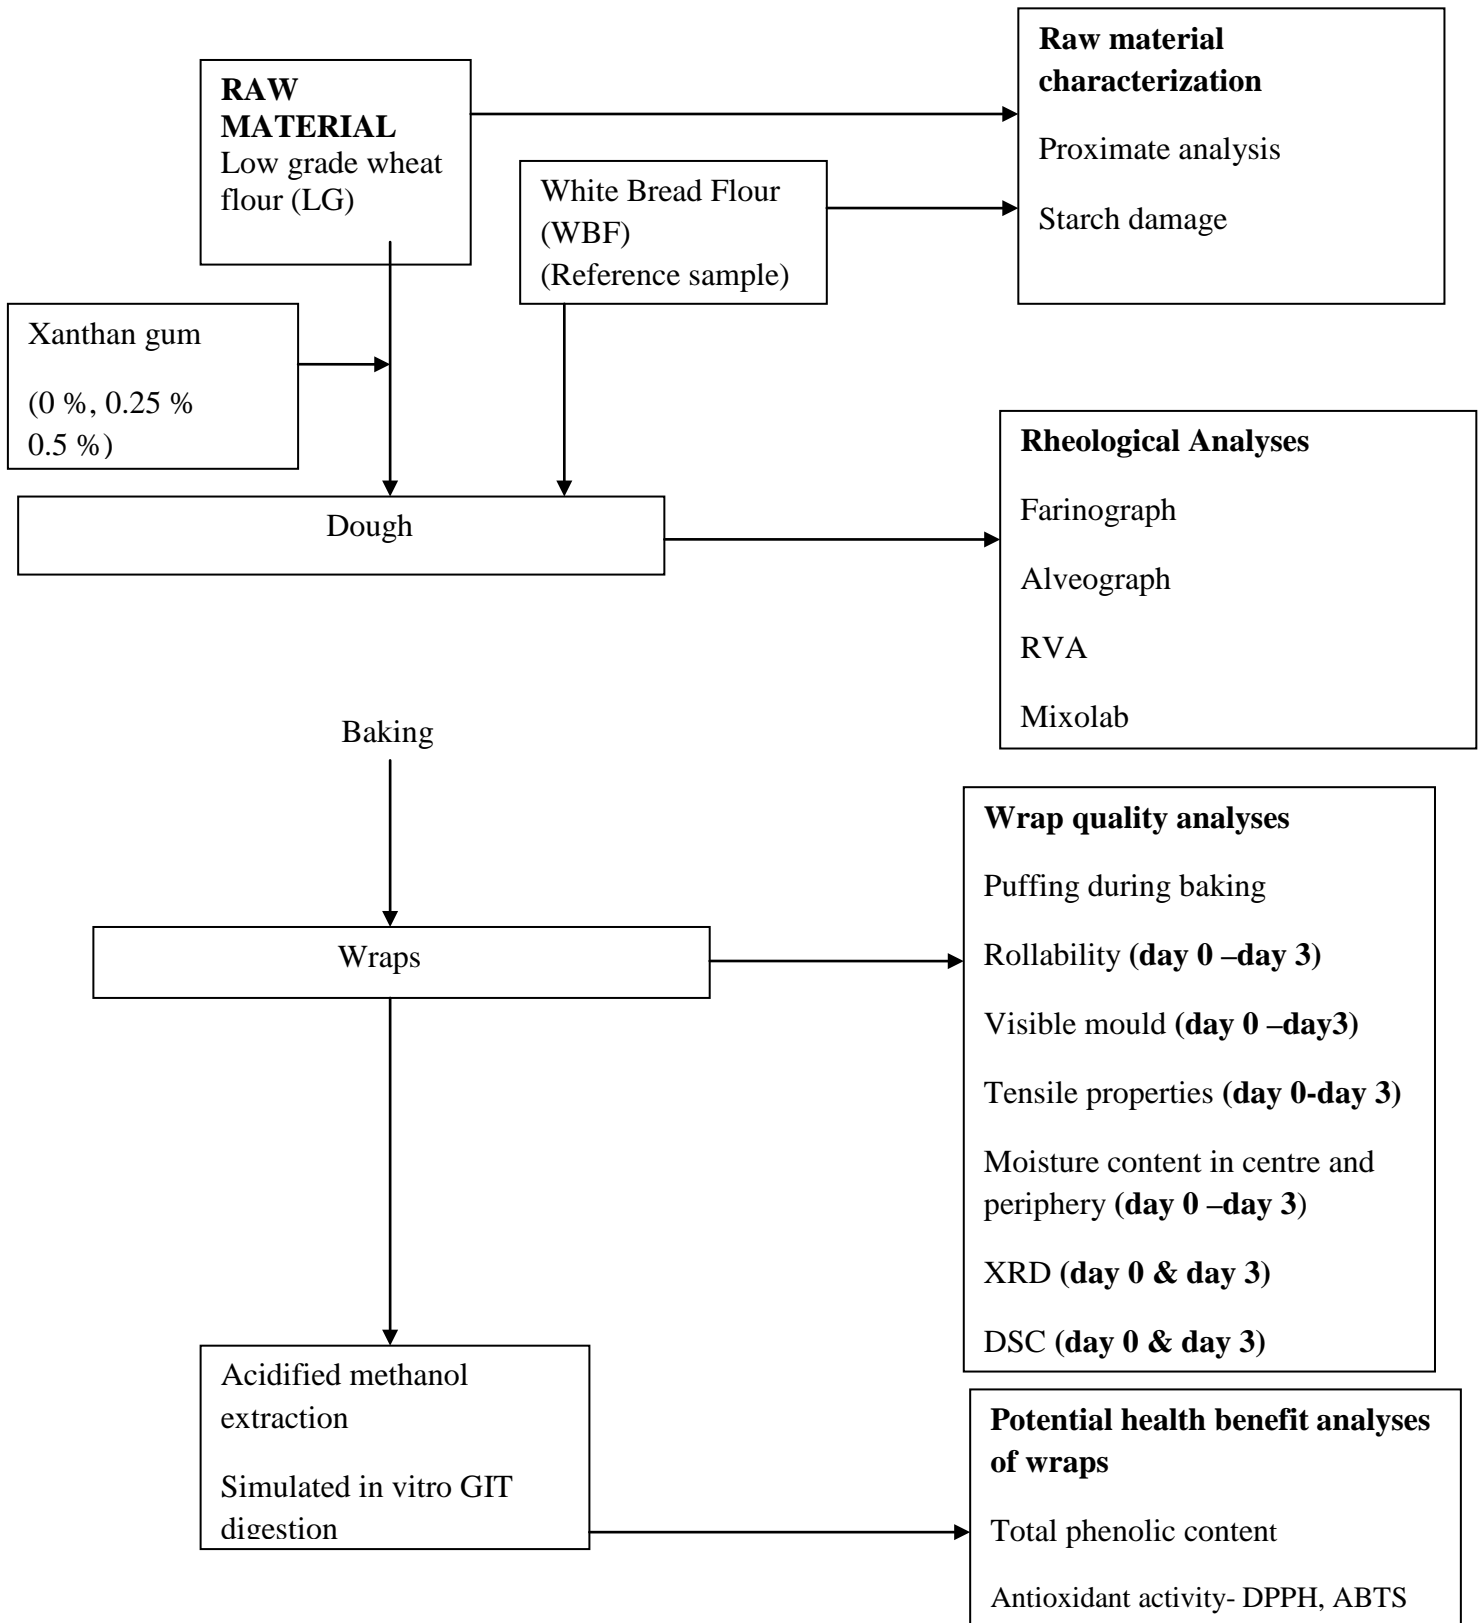 RAW
MATERIAL
Low grade wheat
flour (LG)
Raw material
characterization
Proximate analysis
Starch damage
White Bread Flour
(WBF)
(Reference sample)
Xanthan gum
(0 %, 0.25 %
0.5 %)
Dough
Rheological Analyses
Farinograph
Alveograph
RVA
Mixolab
Baking
Wraps
Wrap quality analyses
Puffing during baking
Rollability (day 0 –day 3)
Visible mould (day 0 –day3)
Tensile properties (day 0-day 3)
Moisture content in centre and
periphery (day 0 –day 3)
XRD (day 0 & day 3)
DSC (day 0 & day 3)
Acidified methanol
extraction
Simulated in vitro GIT
digestion
Potential health benefit analyses
of wraps
Total phenolic content
Antioxidant activity- DPPH, ABTS